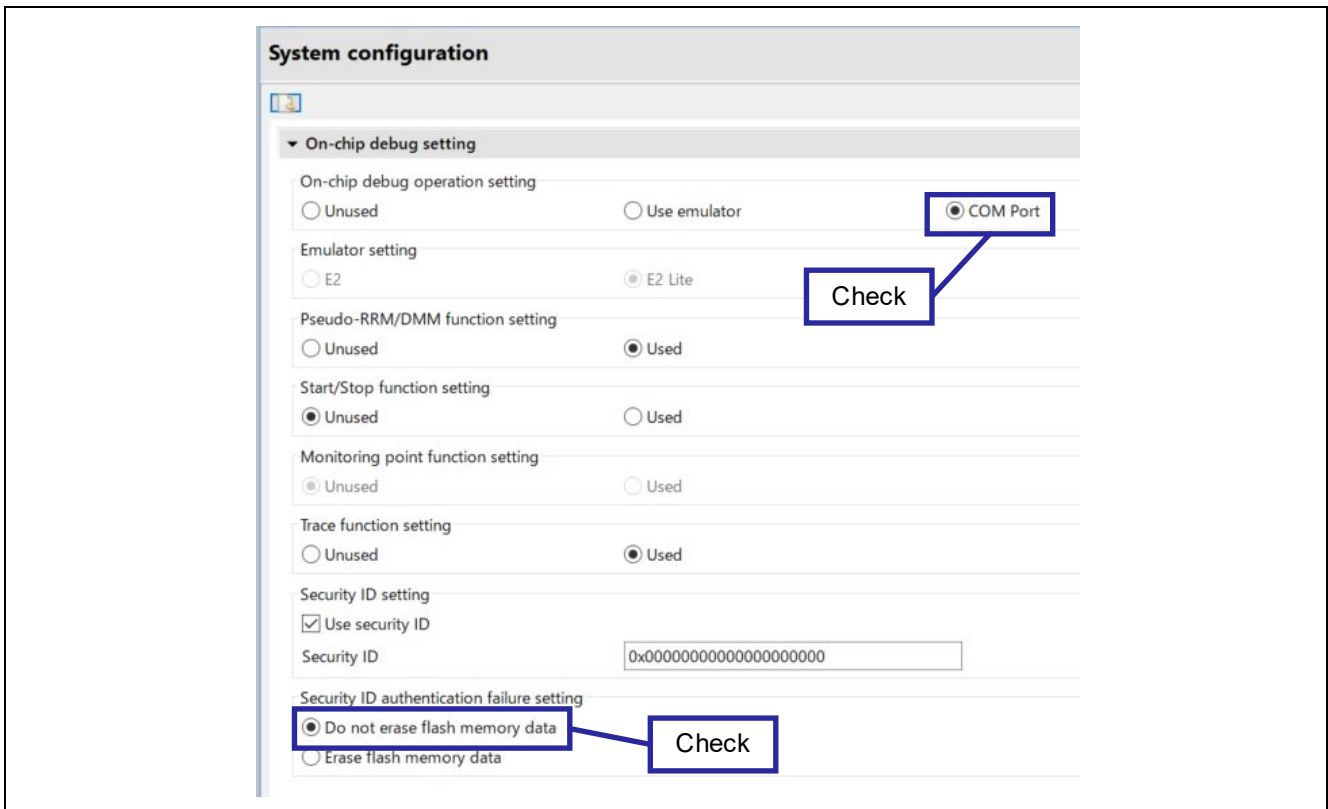 System configuration
On-chip debug setting
On-chip debug operation setting
Unused Use emulator COM Port
Emulator setting
E2 E2 Lite
Check
Pseudo-RRM/DMM function setting
Unused Used
Start/Stop function setting
Unused Used
Monitoring point function setting
Unused Used
Trace function setting
Unused Used
Security ID setting
Use security ID
Security ID 0x00000000000000000000
Security ID authentication failure setting
Do not erase flash memory data
Check
Erase flash memory data